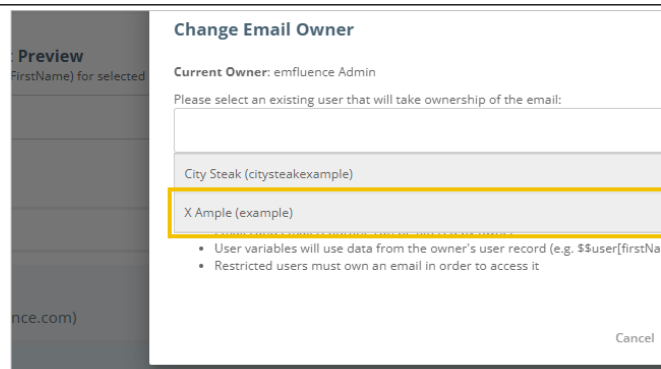 Change Email Owner
: Preview
FirstName) for selected
Current Owner: emfluence Admin
Please select an existing user that will take ownership of the email:
City Steak (citysteakexample)
X Ample (example)
• User variables will use data from the owner's user record (e.g. $$user[firstNa
• Restricted users must own an email in order to access it
nce.com)
Cancel